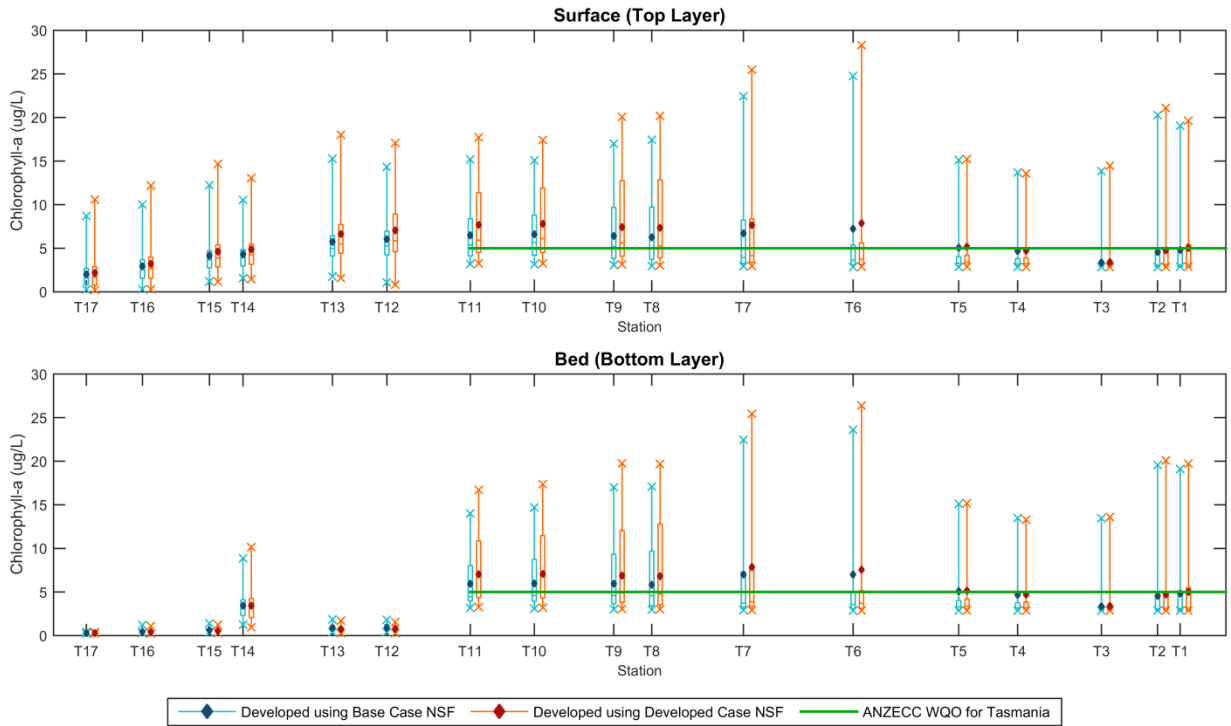 Surface (Top Layer)
30
25
20
15
10
5
0
Chlorophyll-a (ug/L)
T17 T16 T15 T14 T13 T12 T11 T10 T9 T8 T7 T6 T5 T4 T3 T2 T1
Station
Bed (Bottom Layer)
30
25
20
15
10
5
0
Chlorophyll-a (ug/L)
T17 T16 T15 T14 T13 T12 T11 T10 T9 T8 T7 T6 T5 T4 T3 T2 T1
Station
Developed using Base Case NSF Developed using Developed Case NSF ANZECC WQO for Tasmania